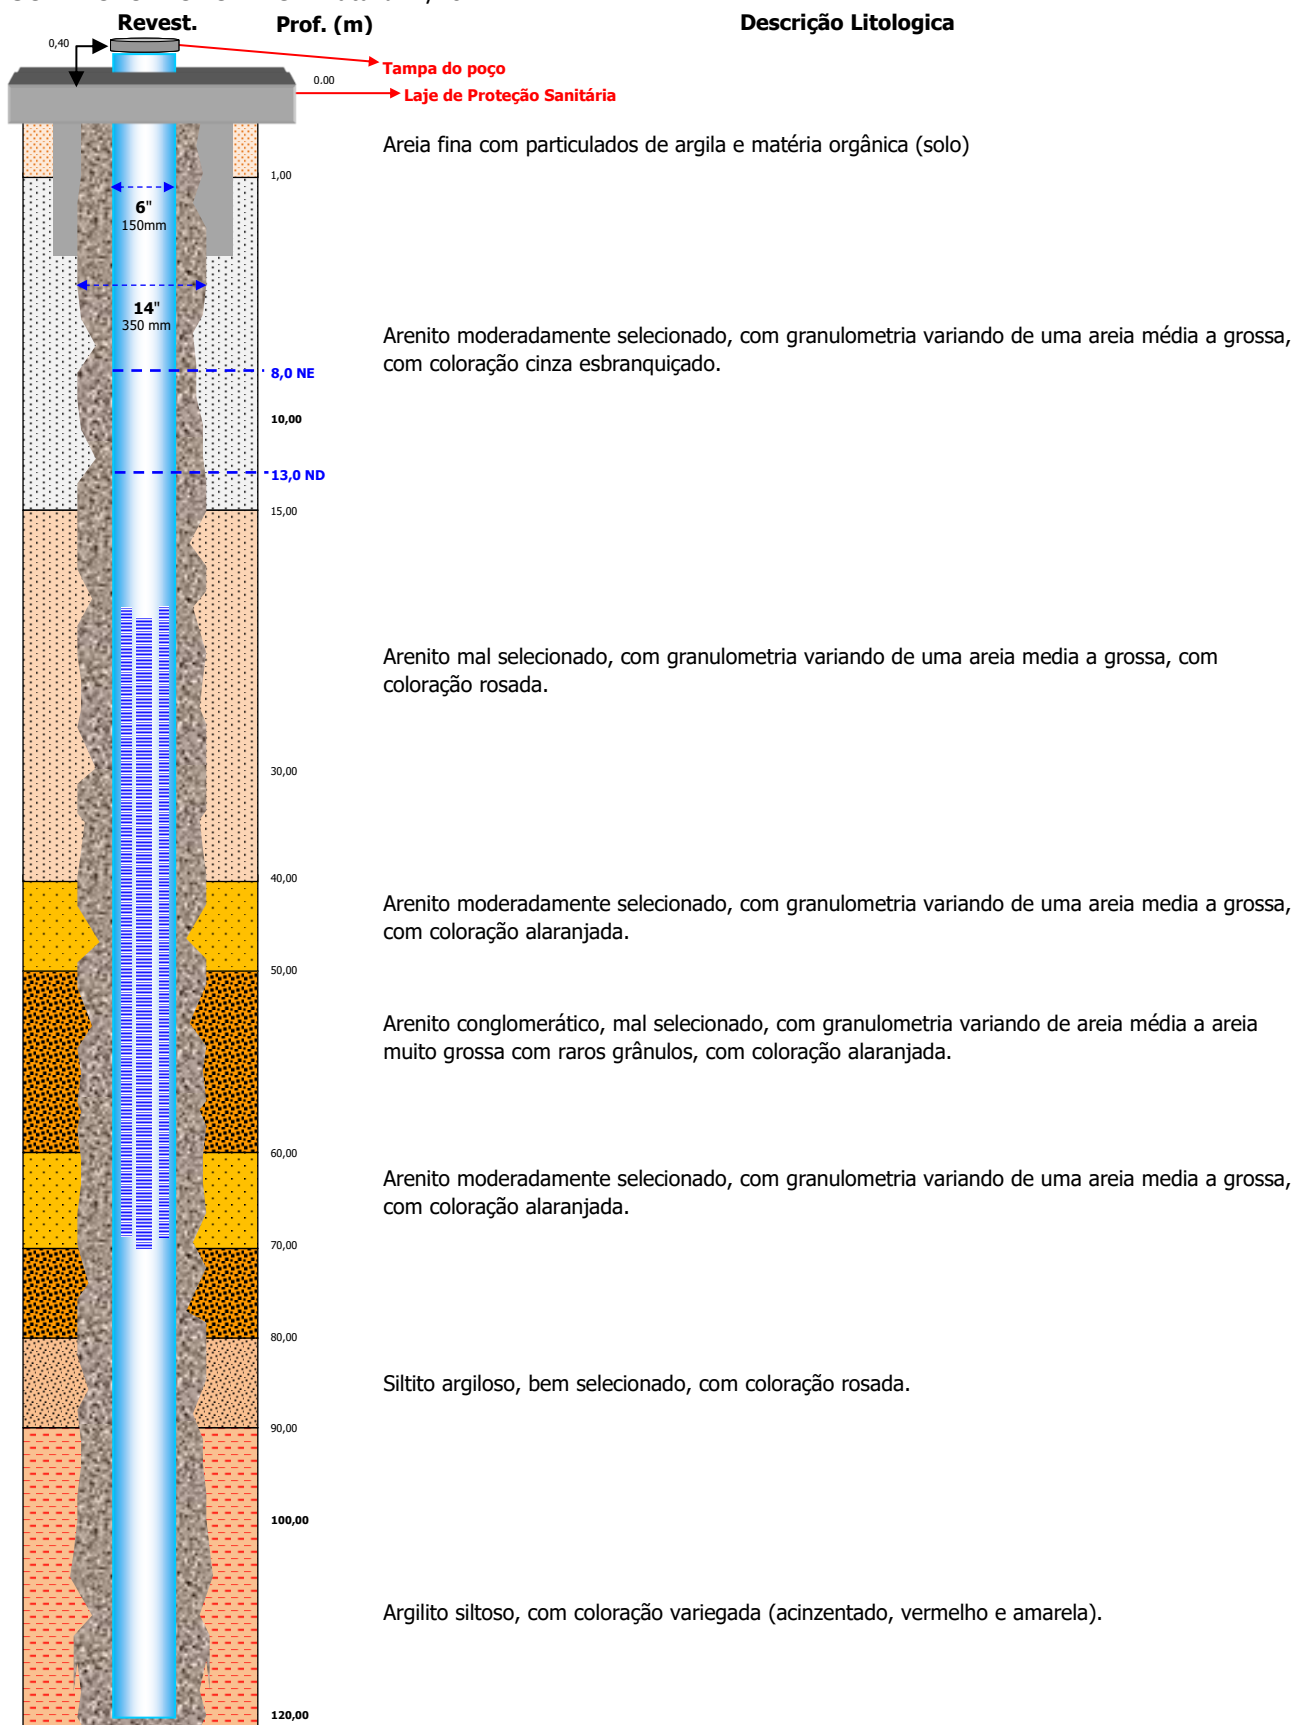 Revest. Prof. (m) Descrição Litologica
0,40
Tampa do poço
0.00
Laje de Proteção Sanitária
Areia fina com particulados de argila e matéria orgânica (solo)
1,00
6"
150mm
14"
350 mm
Arenito moderadamente selecionado, com granulometria variando de uma areia média a grossa,
com coloração cinza esbranquiçado.
8,0 NE
10,00
13,0 ND
15,00
Arenito mal selecionado, com granulometria variando de uma areia media a grossa, com
coloração rosada.
30,00
40,00
Arenito moderadamente selecionado, com granulometria variando de uma areia media a grossa,
com coloração alaranjada.
50,00
Arenito conglomerático, mal selecionado, com granulometria variando de areia média a areia
muito grossa com raros grânulos, com coloração alaranjada.
60,00
Arenito moderadamente selecionado, com granulometria variando de uma areia media a grossa,
com coloração alaranjada.
70,00
80,00
Siltito argiloso, bem selecionado, com coloração rosada.
90,00
100,00
Argilito siltoso, com coloração variegada (acinzentado, vermelho e amarela).
120,00